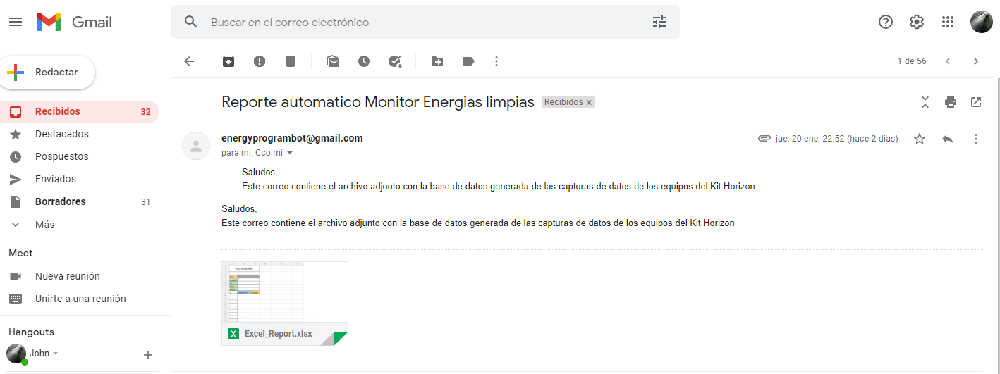 Gmail
Buscar en el correo electrónico
Redactar
1 de 56
Recibidos 32
Destacados
Pospuestos
Enviados
Borradores 31
Más
Meet
Nueva reunión
Unirte a una reunión
Hangouts
John
Reporte automatico Monitor Energias limpias Recibidos ×
energyprogrambot@gmail.com jue, 20 ene, 22:52 (hace 2 días)
para mí, Cco:mí
Saludos,
Este correo contiene el archivo adjunto con la base de datos generada de las capturas de datos de los equipos del Kit Horizon
Saludos,
Este correo contiene el archivo adjunto con la base de datos generada de las capturas de datos de los equipos del Kit Horizon
X Excel_Report.xlsx